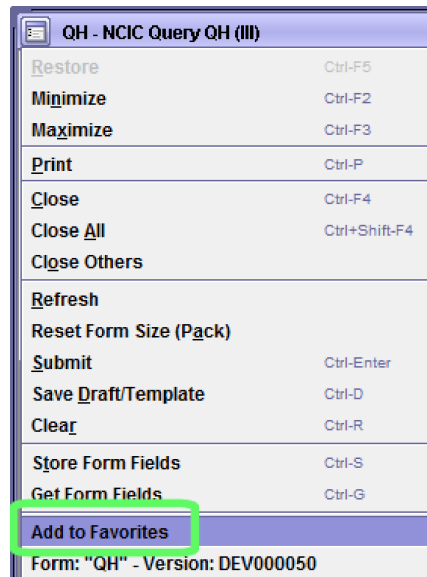 QH - NCIC Query QH (III)
Restore Ctrl-F5
Minimize Ctrl-F2
Maximize Ctrl-F3
Print Ctrl-P
Close Ctrl-F4
Close All Ctrl+Shift-F4
Close Others
Refresh
Reset Form Size (Pack)
Submit Ctrl-Enter
Save Draft/Template Ctrl-D
Clear Ctrl-R
Store Form Fields Ctrl-S
Get Form Fields Ctrl-G
Add to Favorites
Form: "QH" - Version: DEV000050